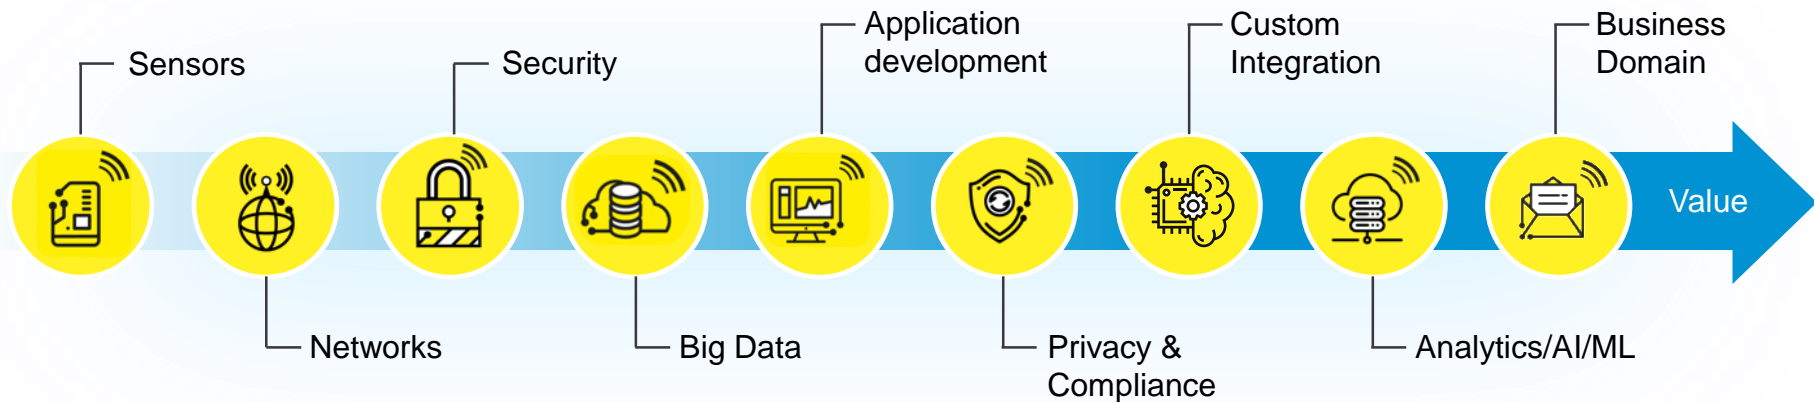 Sensors
Networks
Security
Big Data
Application
development
Privacy &
Compliance
Custom
Integration
Analytics/AI/ML
Business
Domain
Value